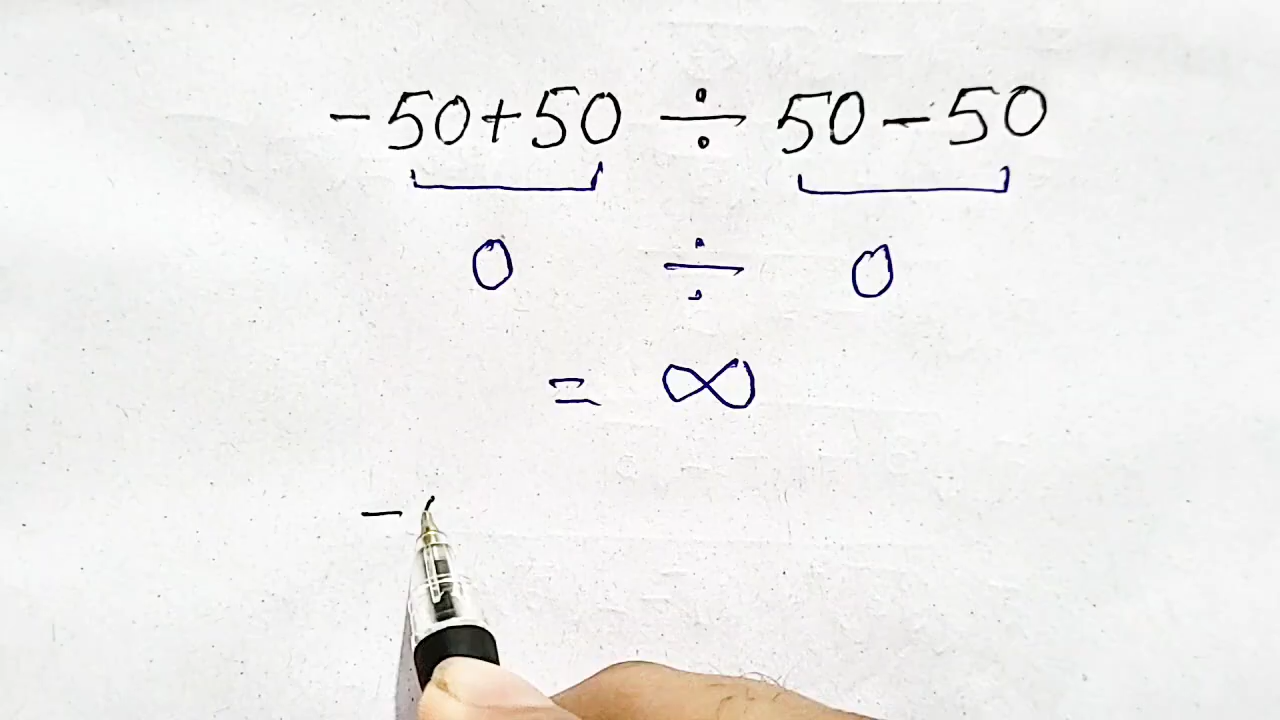 -50+50 ÷ 50-50
0 ÷ 0
= ∞
-